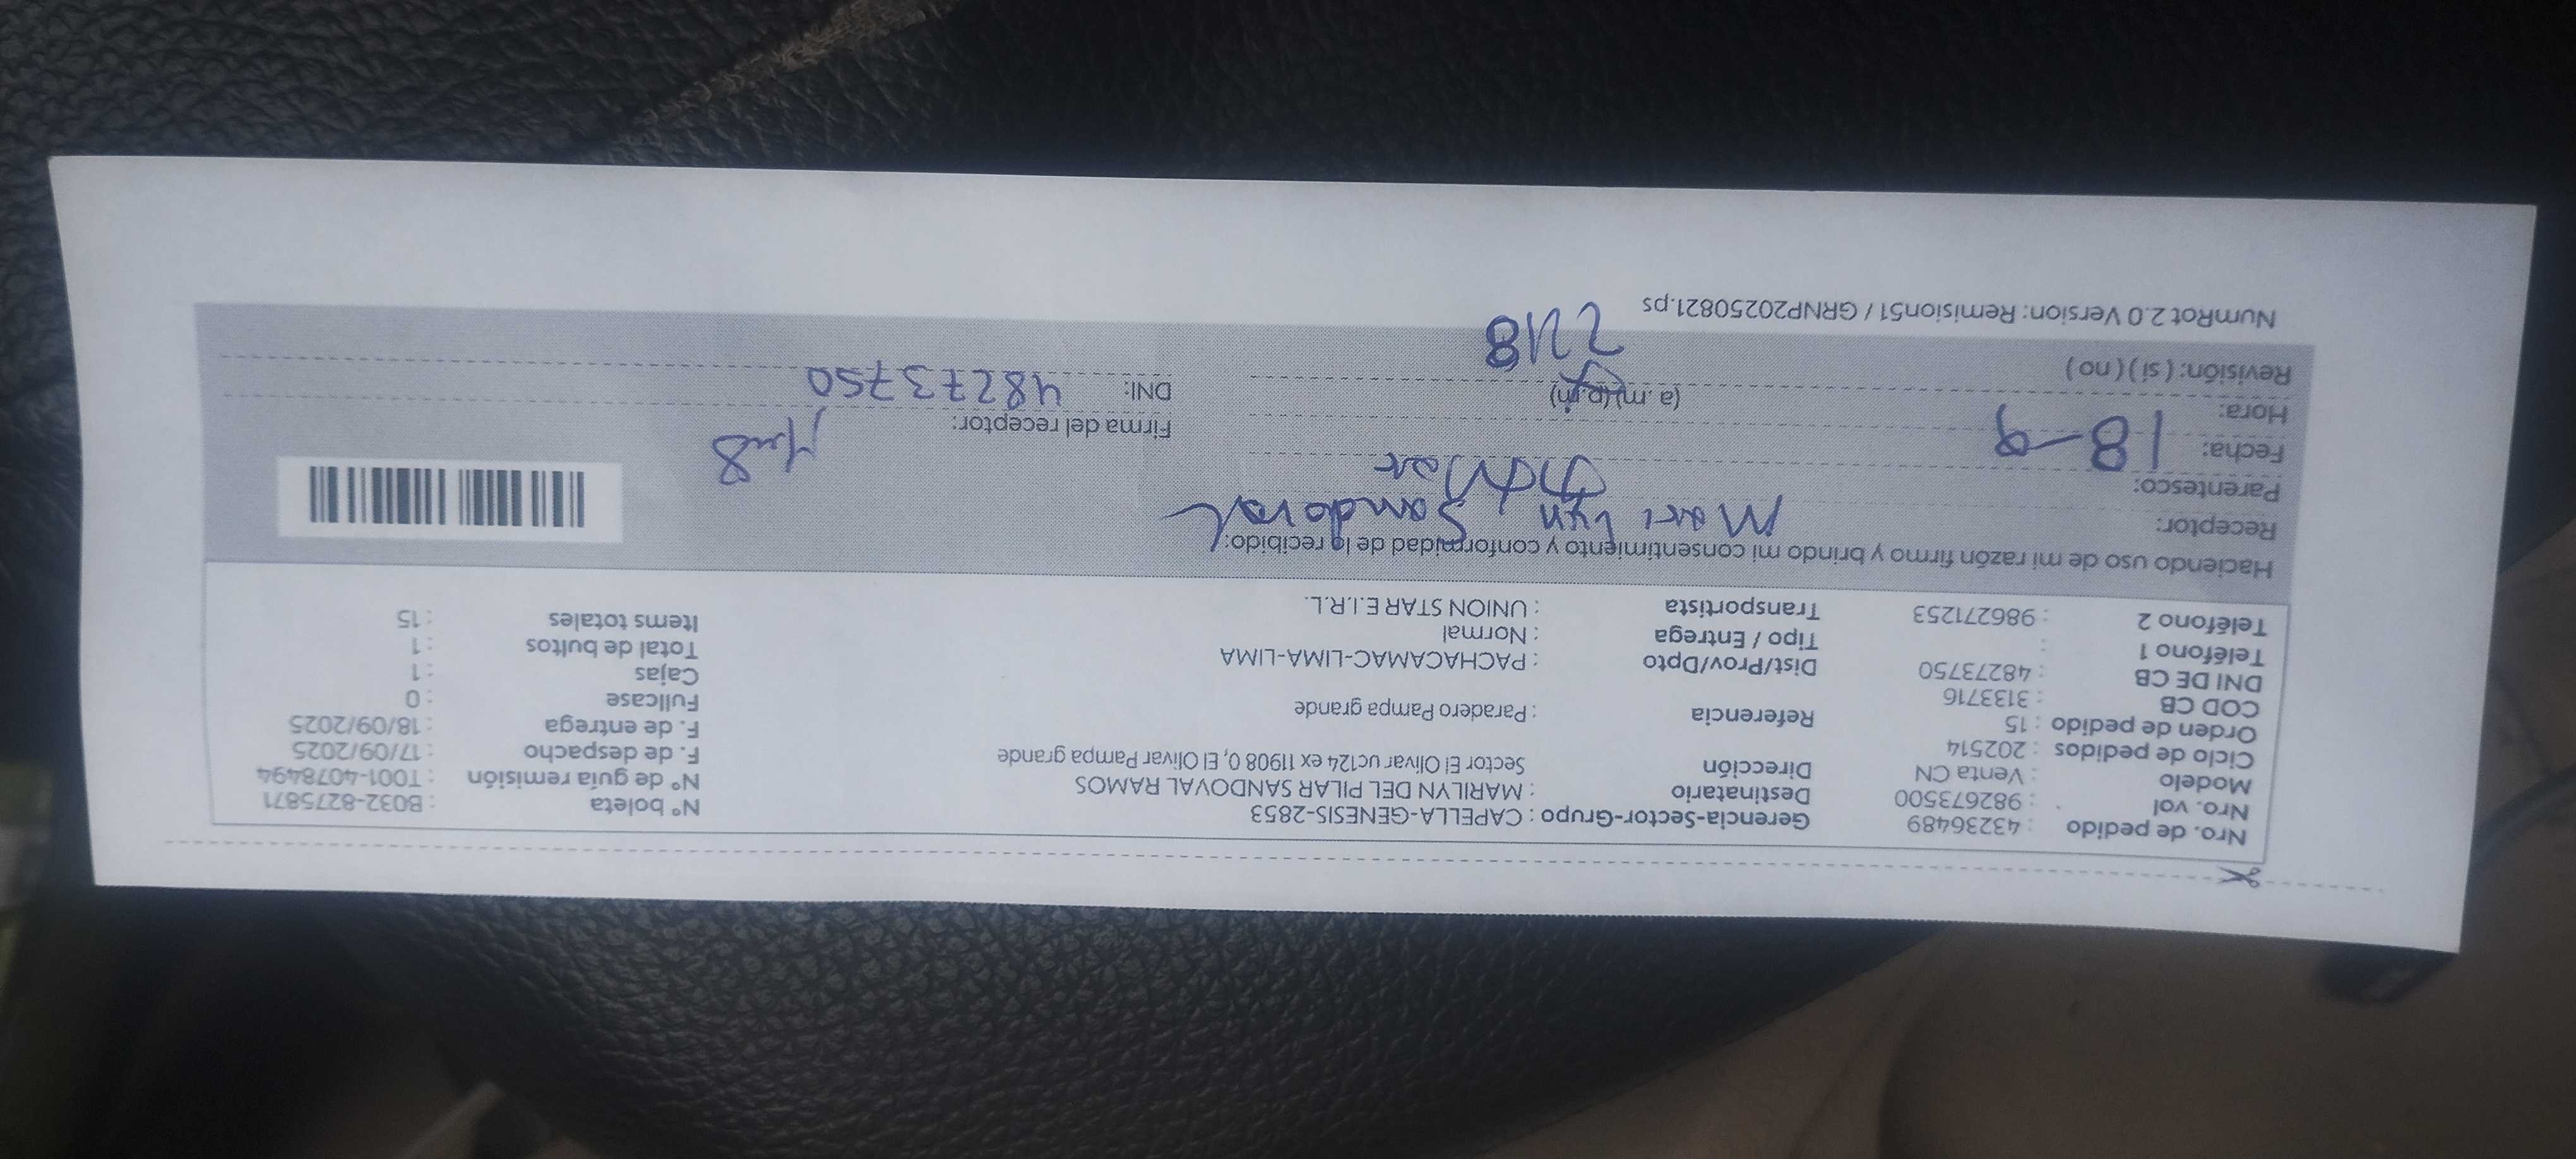 Nro. de pedido : 43236489 Gerencia-Sector-Grupo : CAPELLA-GENESIS-2853 N° boleta : B032-8275871
Nro. vol : 982673500 Destinatario : MARILYN DEL PILAR SANDOVAL RAMOS N° de guía remisión : T001-4078494
Modelo : Venta CN Dirección Sector El Olivar uc124 ex 11908 0, El Olivar Pampa grande F. de despacho : 17/09/2025
Ciclo de pedidos : 202514 F. de entrega : 18/09/2025
Orden de pedido : 15 Referencia : Paradero Pampa grande Fullcase : 0
COD CB : 3133716 Cajas : 1
DNI DE CB : 48273750 Dist/Prov/Dpto : PACHACAMAC-LIMA-LIMA Total de bultos : 1
Teléfono 1 : Tipo / Entrega : Normal Items totales : 15
Teléfono 2 : 986271253 Transportista : UNION STAR E.I.R.L.
Haciendo uso de mi razón firmo y brindo mi consentimiento y conformidad de lo recibido:
Receptor: Mari lyn Sandoval
Parentesco:
Fecha: 18-9 Firma del receptor:
Hora: (a.m)(p.m) DNI: 48273750
Revisión: ( si ) ( no )
NumRot 2.0 Version: Remision51 / GRNP20250821.ps